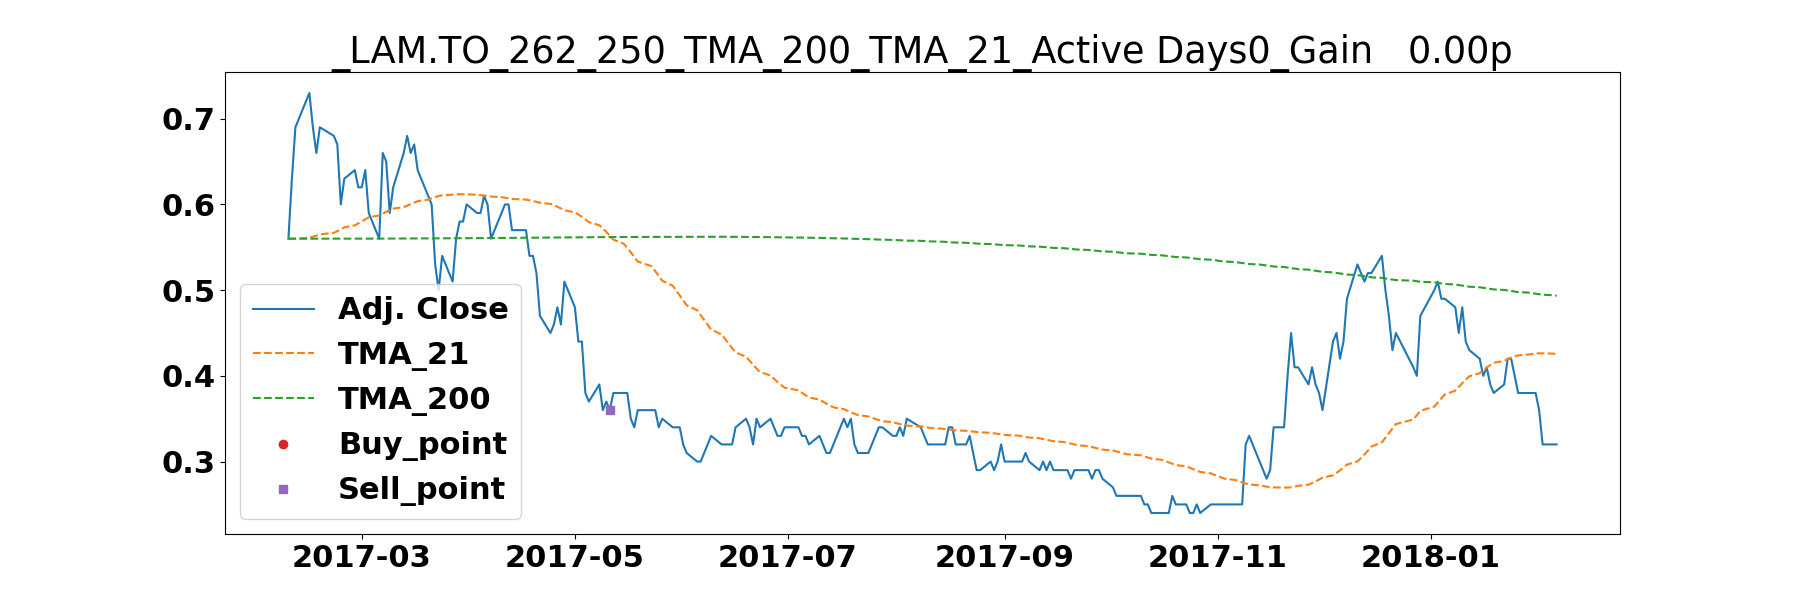 _LAM.TO_262_250_TMA_200_TMA_21_Active Days0_Gain   0.00p
0.7
0.6
0.5
0.4
0.3
Adj. Close
TMA_21
TMA_200
Buy_point
Sell_point
2017-03 2017-05 2017-07 2017-09 2017-11 2018-01